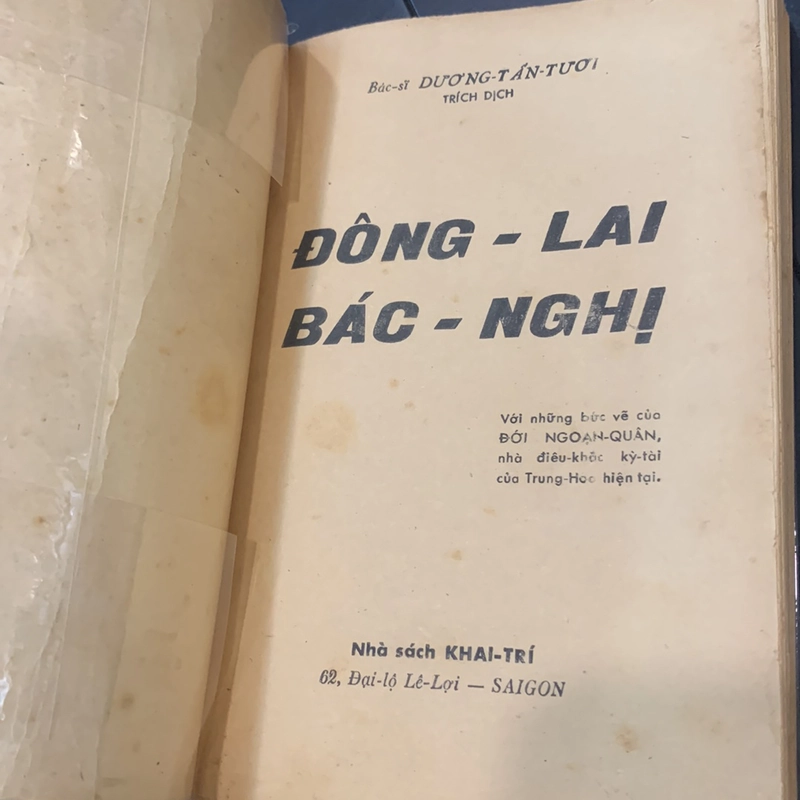 Bác-sĩ DƯƠNG-TẤN-TƯƠI
TRÍCH DỊCH
ĐÔNG - LAI
BÁC - NGHỊ
Với những bức vẽ của
ĐỚI NGOẠN-QUÂN,
nhà điêu-khắc kỳ-tài
của Trung-Hoc hiện tại.
Nhà sách KHAI-TRÍ
62, Đại-lộ Lê-Lợi — SAIGON